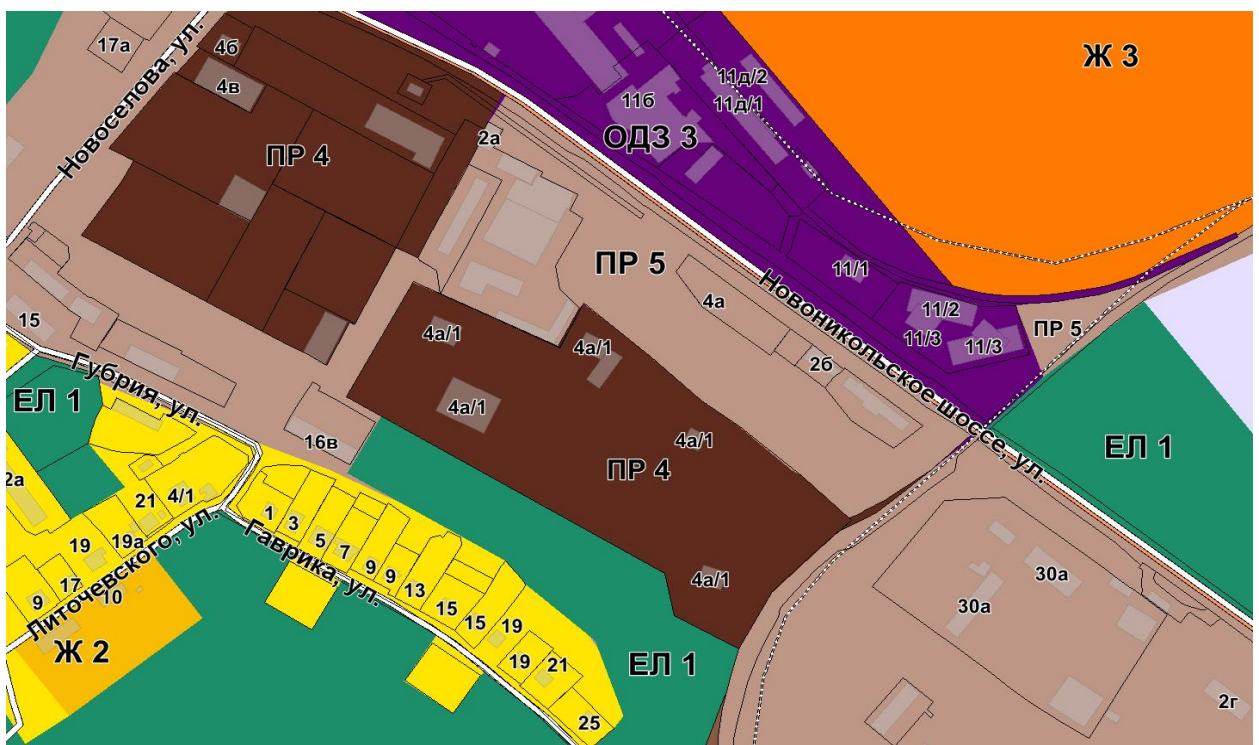 17а
Новоселова, ул.
4б
4в
ПР 4
2а
11б
ОДЗ 3
11д/2
11д/1
Ж 3
ПР 5
4а
11/1
11/2
11/3
11/3
ПР 5
Новоникольское шоссе, ул.
2б
15
Губрия, ул.
ЕЛ 1
4а/1
4а/1
4а/1
4а/1
ПР 4
4а/1
16в
ЕЛ 1
2а
21
4/1
19
19а
17
9
10
Литочевского, ул.
Ж 2
1
3
5
7
9
9
13
15
15
19
19
21
25
Гаврика, ул.
ЕЛ 1
30а
30а
2г